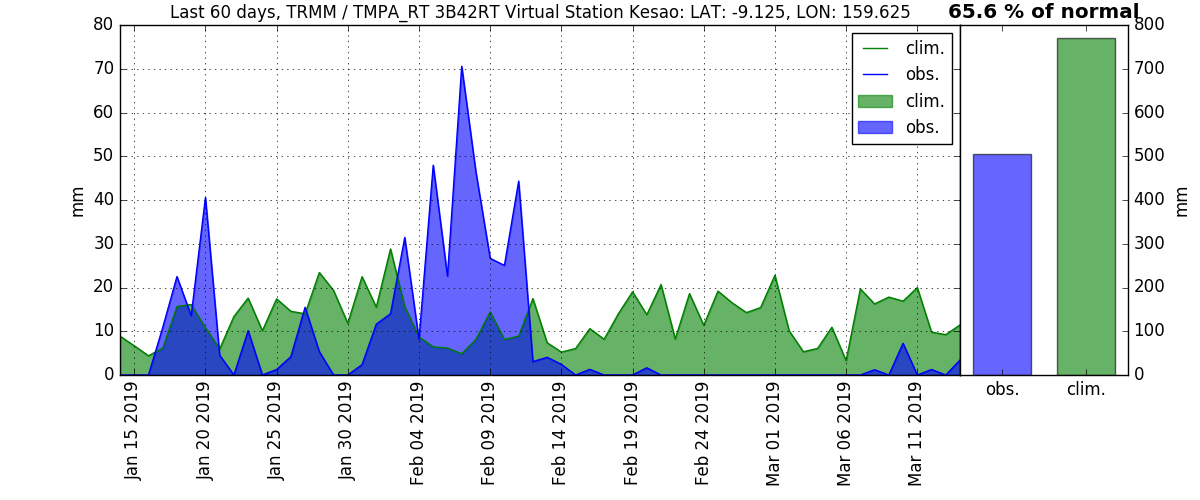 Last 60 days, TRMM / TMPA_RT 3B42RT Virtual Station Kesao: LAT: -9.125, LON: 159.625
65.6 % of normal
80
70
60
50
40
30
20
10
0
mm
clim.
obs.
clim.
obs.
800
700
600
500
400
300
200
100
0
mm
obs.
clim.
Jan 15 2019
Jan 20 2019
Jan 25 2019
Jan 30 2019
Feb 04 2019
Feb 09 2019
Feb 14 2019
Feb 19 2019
Feb 24 2019
Mar 01 2019
Mar 06 2019
Mar 11 2019